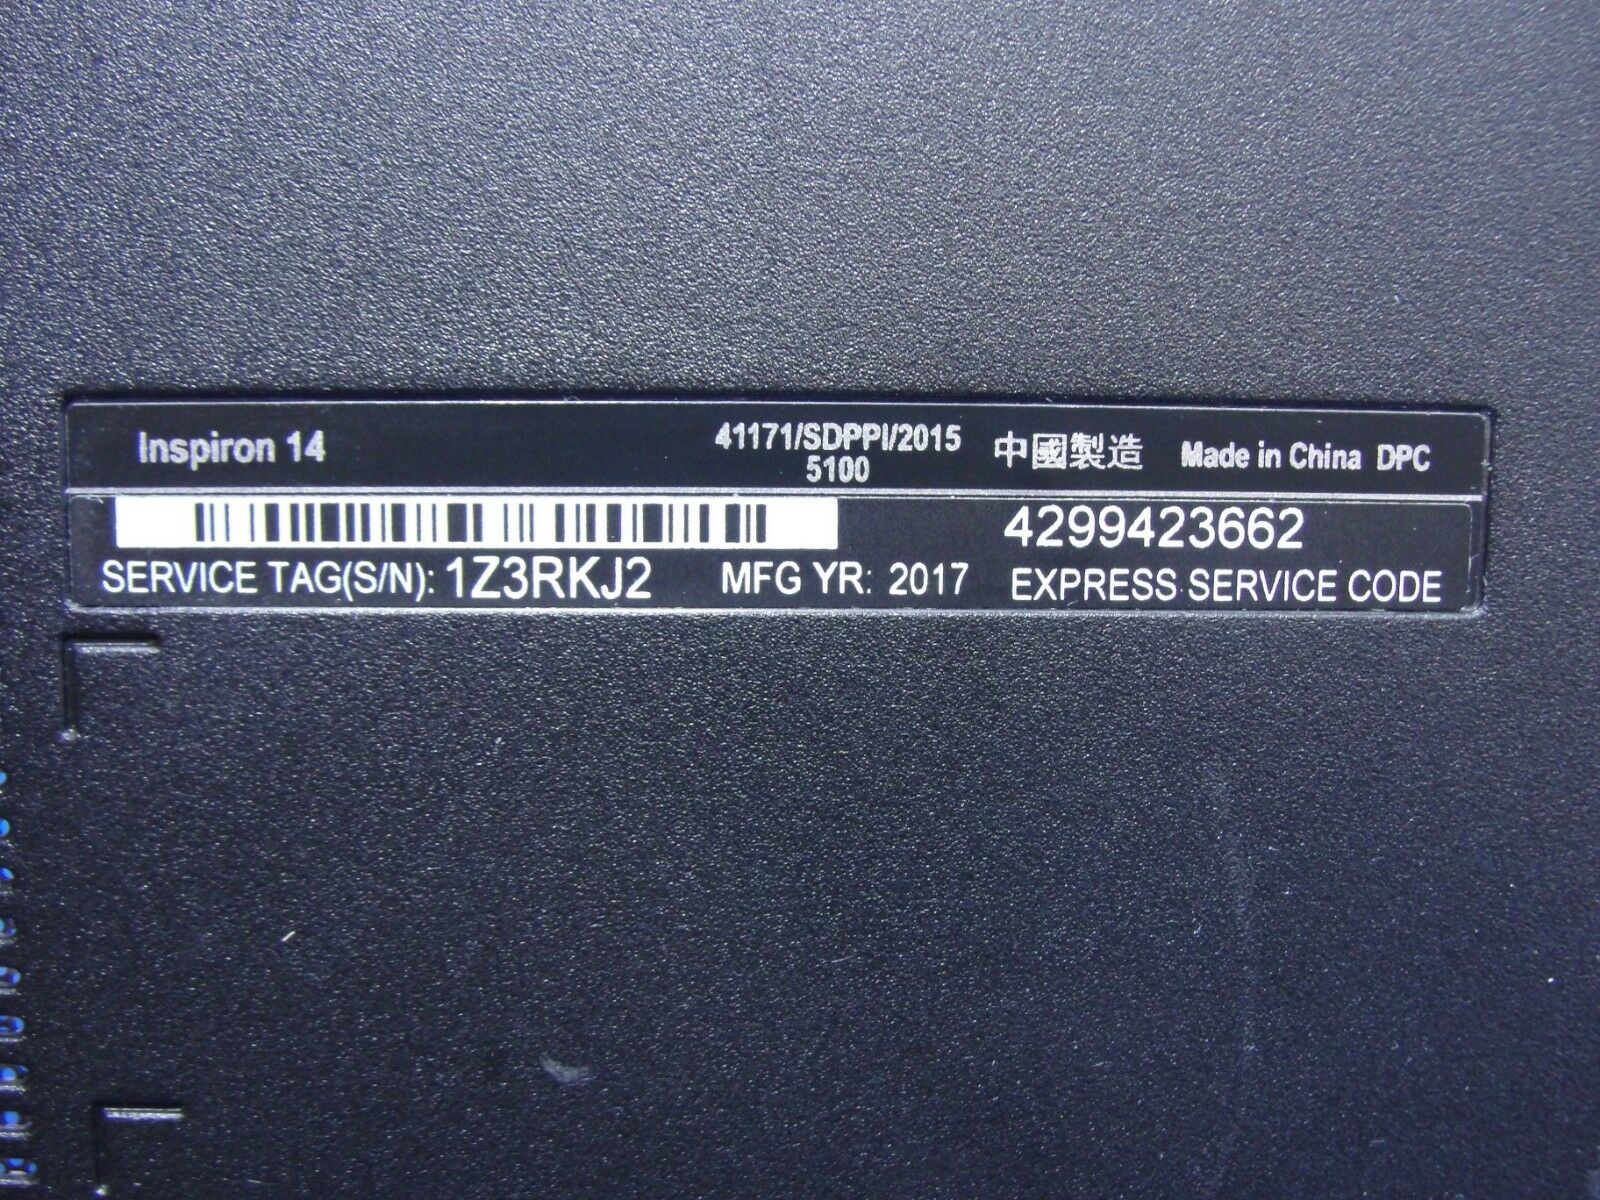 Inspiron 14
41171/SDPPI/2015
5100
中國製造 Made in China DPC
4299423662
SERVICE TAG(S/N): 1Z3RKJ2 MFG YR: 2017 EXPRESS SERVICE CODE